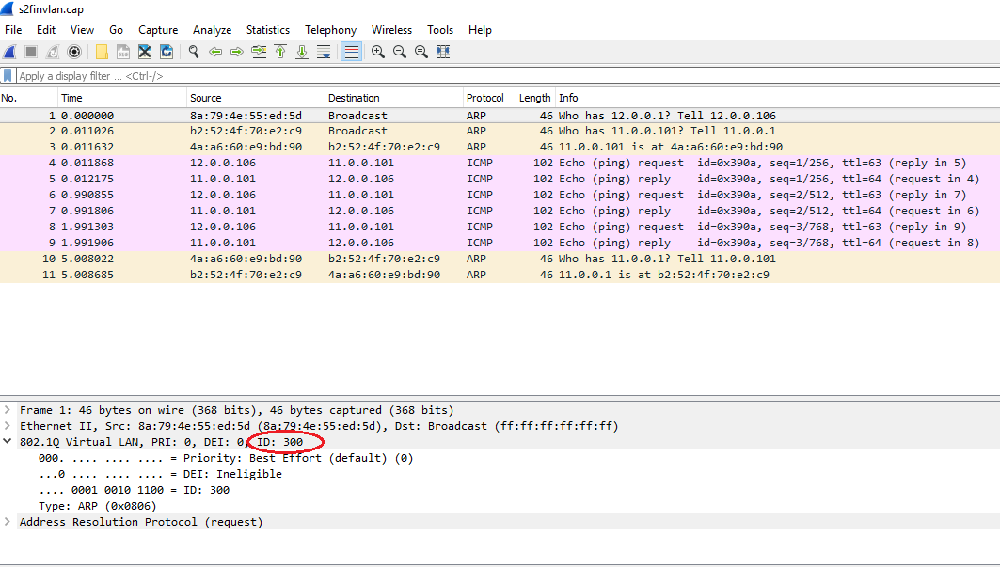 s2finvlan.cap
File Edit View Go Capture Analyze Statistics Telephony Wireless Tools Help
Apply a display filter ... <Ctrl-/>
No. Time Source Destination Protocol Length Info
1 0.000000 8a:79:4e:55:ed:5d Broadcast ARP 46 Who has 12.0.0.1? Tell 12.0.0.106
2 0.011026 b2:52:4f:70:e2:c9 Broadcast ARP 46 Who has 11.0.0.101? Tell 11.0.0.1
3 0.011632 4a:a6:60:e9:bd:90 b2:52:4f:70:e2:c9 ARP 46 11.0.0.101 is at 4a:a6:60:e9:bd:90
4 0.011868 12.0.0.106 11.0.0.101 ICMP 102 Echo (ping) request id=0x390a, seq=1/256, ttl=63 (reply in 5)
5 0.012175 11.0.0.101 12.0.0.106 ICMP 102 Echo (ping) reply id=0x390a, seq=1/256, ttl=64 (request in 4)
6 0.990855 12.0.0.106 11.0.0.101 ICMP 102 Echo (ping) request id=0x390a, seq=2/512, ttl=63 (reply in 7)
7 0.991806 11.0.0.101 12.0.0.106 ICMP 102 Echo (ping) reply id=0x390a, seq=2/512, ttl=64 (request in 6)
8 1.991303 12.0.0.106 11.0.0.101 ICMP 102 Echo (ping) request id=0x390a, seq=3/768, ttl=63 (reply in 9)
9 1.991906 11.0.0.101 12.0.0.106 ICMP 102 Echo (ping) reply id=0x390a, seq=3/768, ttl=64 (request in 8)
10 5.008022 4a:a6:60:e9:bd:90 b2:52:4f:70:e2:c9 ARP 46 Who has 11.0.0.1? Tell 11.0.0.101
11 5.008685 b2:52:4f:70:e2:c9 4a:a6:60:e9:bd:90 ARP 46 11.0.0.1 is at b2:52:4f:70:e2:c9
Frame 1: 46 bytes on wire (368 bits), 46 bytes captured (368 bits)
Ethernet II, Src: 8a:79:4e:55:ed:5d (8a:79:4e:55:ed:5d), Dst: Broadcast (ff:ff:ff:ff:ff:ff)
802.1Q Virtual LAN, PRI: 0, DEI: 0, ID: 300
000. .... .... .... = Priority: Best Effort (default) (0)
...0 .... .... .... = DEI: Ineligible
.... 0001 0010 1100 = ID: 300
Type: ARP (0x0806)
Address Resolution Protocol (request)